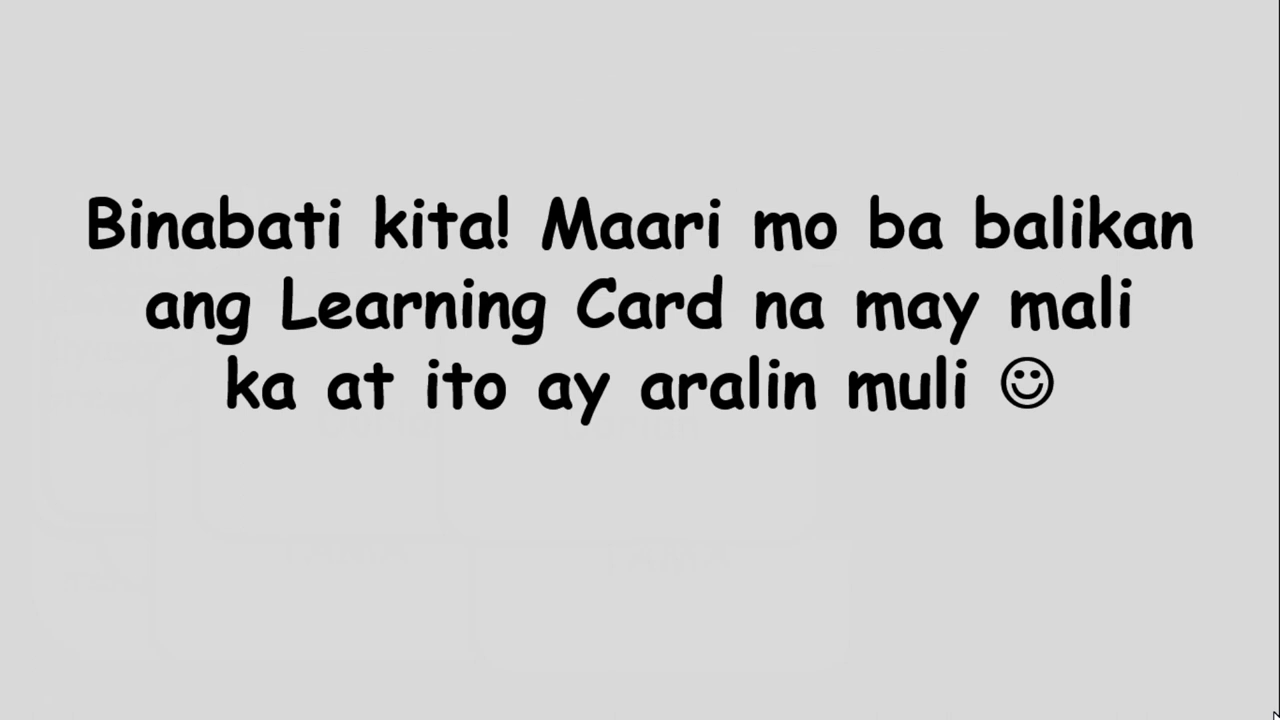 Binabati kita! Maari mo ba balikan
ang Learning Card na may mali
ka at ito ay aralin muli ☺